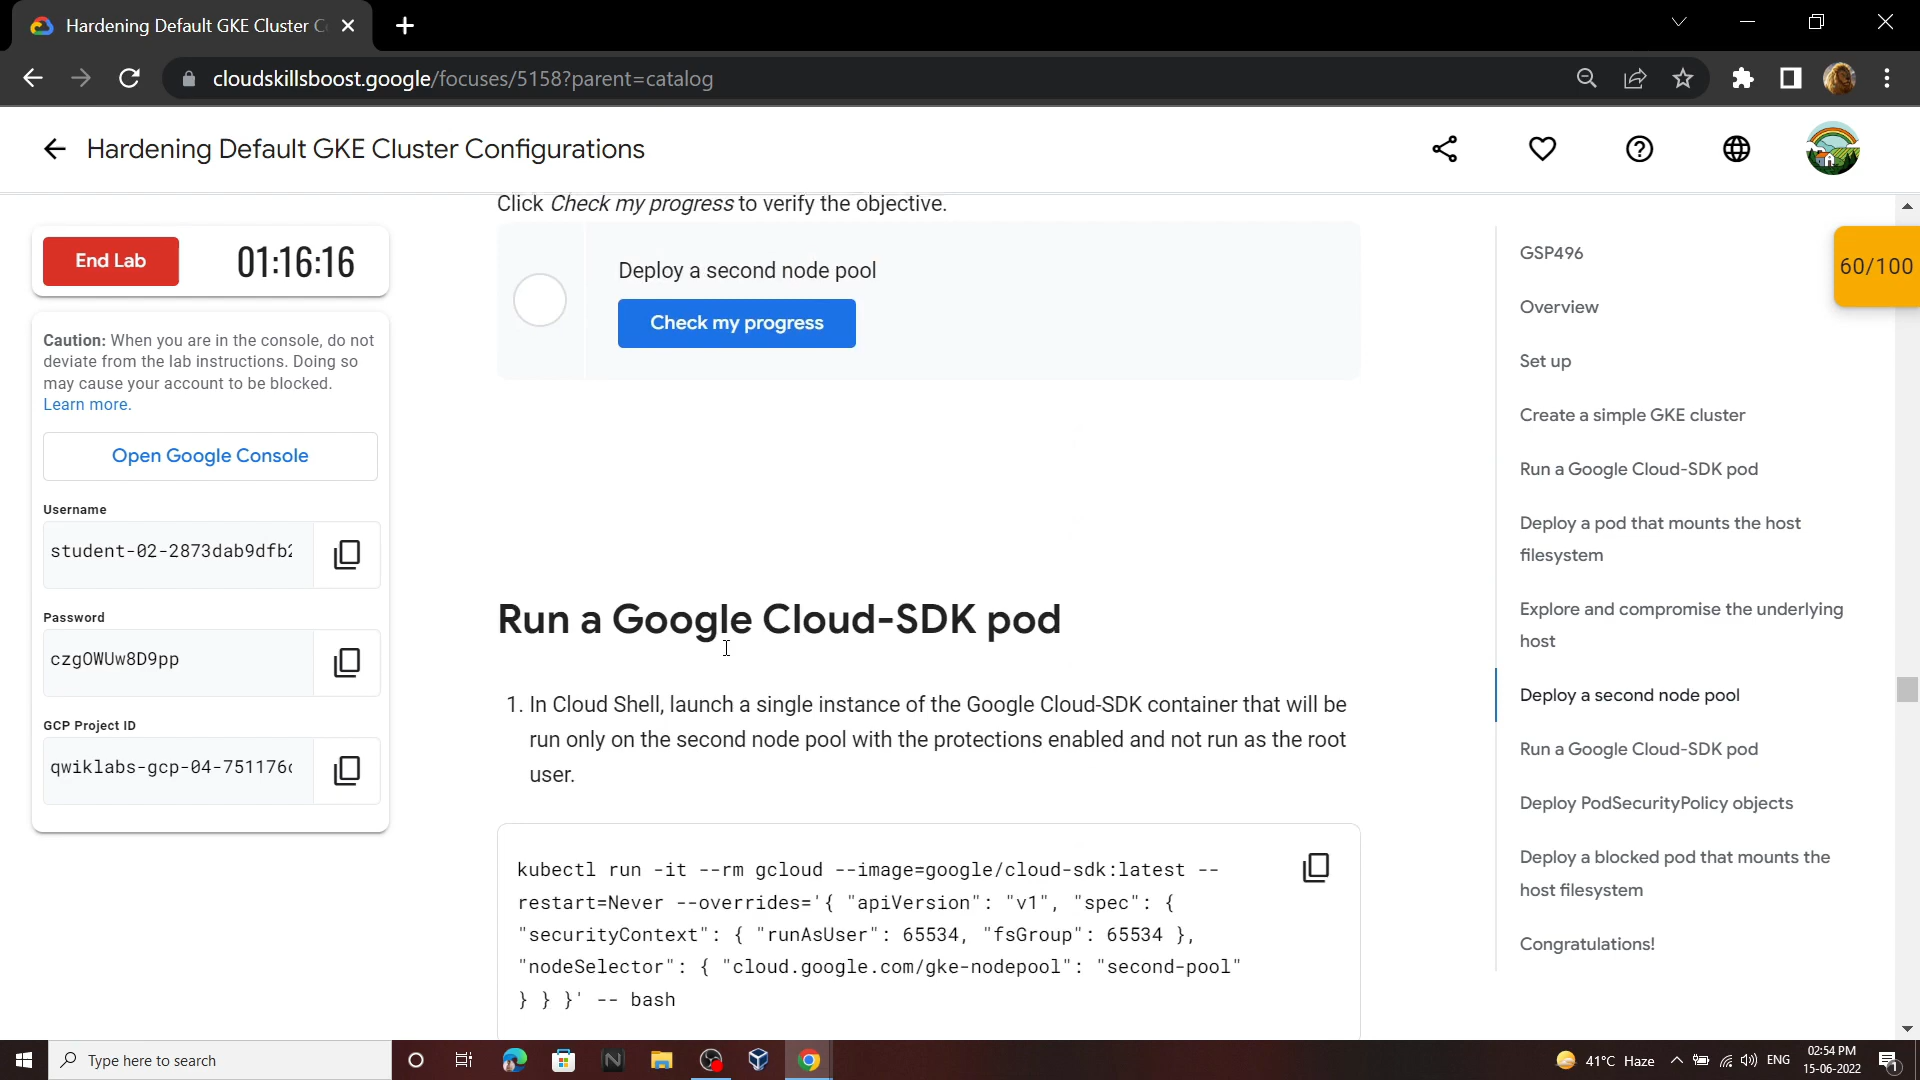 Hardening Default GKE Cluster C
cloudskillsboost.google/focuses/5158?parent=catalog
Hardening Default GKE Cluster Configurations
End Lab
01:16:16
Caution: When you are in the console, do not
deviate from the lab instructions. Doing so
may cause your account to be blocked.
Learn more.
Open Google Console
Username
student-02-2873dab9dfb2
Password
czgOWUw8D9pp
GCP Project ID
qwiklabs-gcp-04-751176c
Click Check my progress to verify the objective.
Deploy a second node pool
Check my progress
Run a Google Cloud-SDK pod
1. In Cloud Shell, launch a single instance of the Google Cloud-SDK container that will be
run only on the second node pool with the protections enabled and not run as the root
user.
kubectl run -it --rm gcloud --image=google/cloud-sdk:latest --
restart=Never --overrides='{ "apiVersion": "v1", "spec": {
"securityContext": { "runAsUser": 65534, "fsGroup": 65534 },
"nodeSelector": { "cloud.google.com/gke-nodepool": "second-pool"
} } }' -- bash
60/100
GSP496
Overview
Set up
Create a simple GKE cluster
Run a Google Cloud-SDK pod
Deploy a pod that mounts the host
filesystem
Explore and compromise the underlying
host
Deploy a second node pool
Run a Google Cloud-SDK pod
Deploy PodSecurityPolicy objects
Deploy a blocked pod that mounts the
host filesystem
Congratulations!
Type here to search
41°C Haze
ENG
02:54 PM
15-06-2022
1